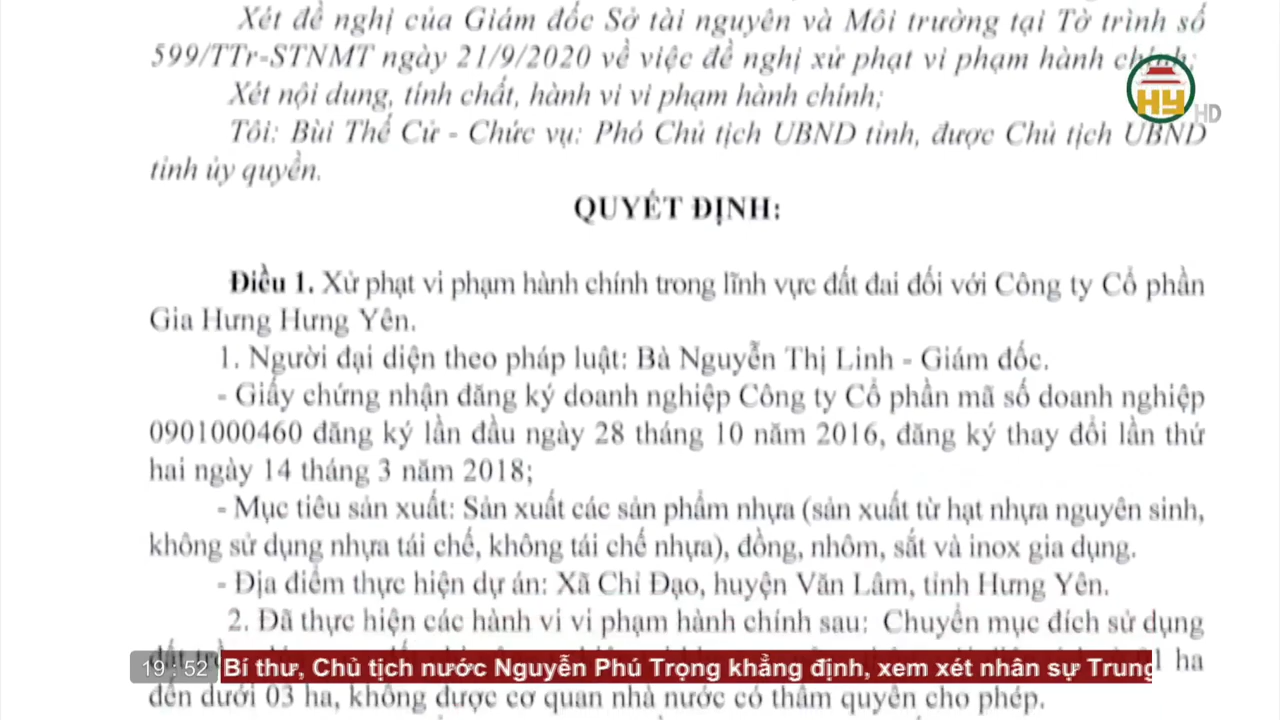 Xét đề nghị của Giám đốc Sở tài nguyên và Môi trường tại Tờ trình số
599/TTr-STNMT ngày 21/9/2020 về việc đề nghị xử phạt vi phạm hành chính;
Xét nội dung, tính chất, hành vi vi phạm hành chính;
HY HD
Tôi: Bùi Thế Cử - Chức vụ: Phó Chủ tịch UBND tỉnh, được Chủ tịch UBND
tỉnh ủy quyền.
QUYẾT ĐỊNH:
Điều 1. Xử phạt vi phạm hành chính trong lĩnh vực đất đai đối với Công ty Cổ phần
Gia Hưng Hưng Yên.
1. Người đại diện theo pháp luật: Bà Nguyễn Thị Linh - Giám đốc.
- Giấy chứng nhận đăng ký doanh nghiệp Công ty Cổ phần mã số doanh nghiệp
0901000460 đăng ký lần đầu ngày 28 tháng 10 năm 2016, đăng ký thay đổi lần thứ
hai ngày 14 tháng 3 năm 2018;
- Mục tiêu sản xuất: Sản xuất các sản phẩm nhựa (sản xuất từ hạt nhựa nguyên sinh,
không sử dụng nhựa tái chế, không tái chế nhựa), đồng, nhôm, sắt và inox gia dụng.
- Địa điểm thực hiện dự án: Xã Chỉ Đạo, huyện Văn Lâm, tỉnh Hưng Yên.
2. Đã thực hiện các hành vi vi phạm hành chính sau: Chuyển mục đích sử dụng
1 ha
19 : 52 Bí thư, Chủ tịch nước Nguyễn Phú Trọng khẳng định, xem xét nhân sự Trung
đến dưới 03 ha, không được cơ quan nhà nước có thẩm quyền cho phép.